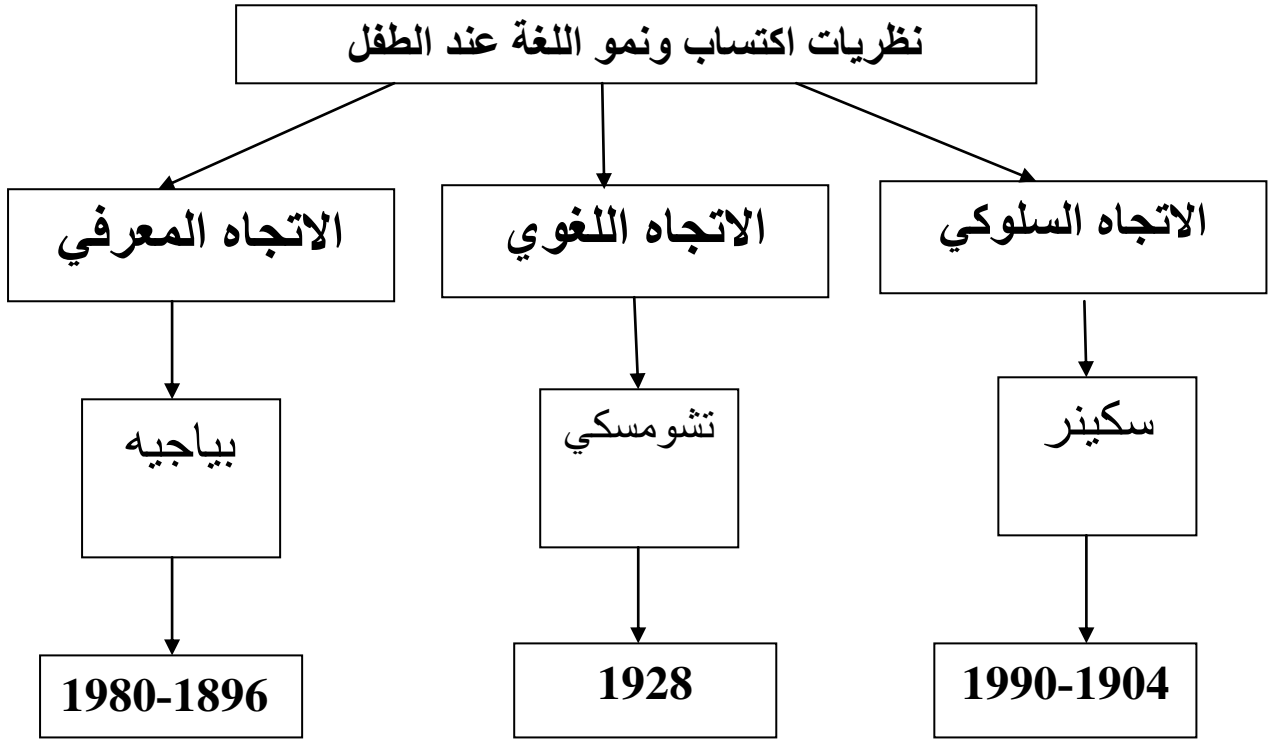 نظريات اكتساب ونمو اللغة عند الطفل
الاتجاه السلوكي
الاتجاه اللغوي
الاتجاه المعرفي
سكينر
تشومسكي
بياجيه
1990-1904
1928
1980-1896